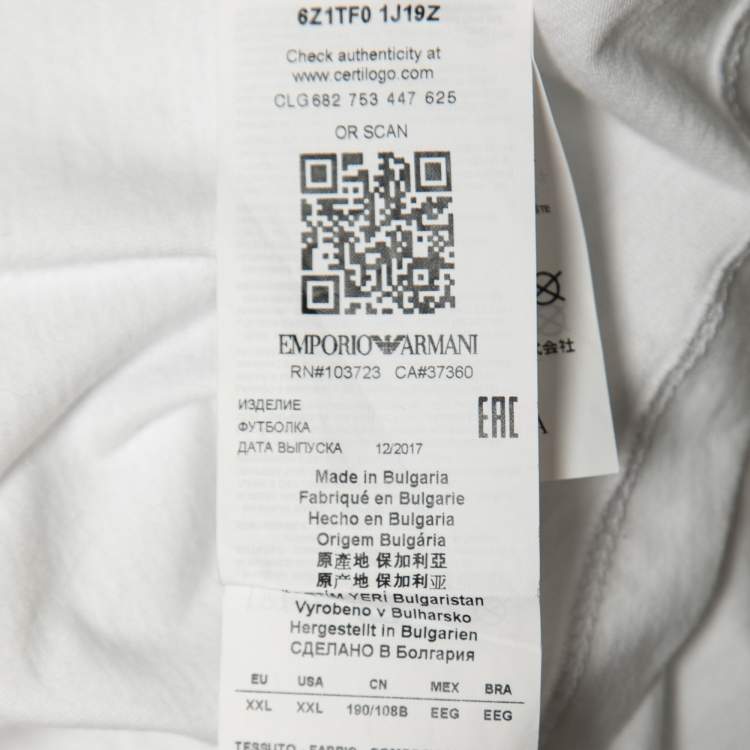 6Z1TF0 1J19Z
Check authenticity at
www.certilogo.com
CLG 682 753 447 625
OR SCAN
EMPORIO ARMANI
RN#103723 CA#37360
ИЗДЕЛИЕ
ФУТБОЛКА
ДАТА ВЫПУСКА 12/2017
EAC
Made in Bulgaria
Fabriqué en Bulgarie
Hecho en Bulgaria
Origem Bulgária
原產地 保加利亞
原产地 保加利亚
YERİ Bulgaristan
Vyrobeno v Bulharsko
Hergestellt in Bulgarien
СДЕЛАНО В Болгария
EU USA CN MEX BRA
XXL XXL 190/108B EEG EEG
会社